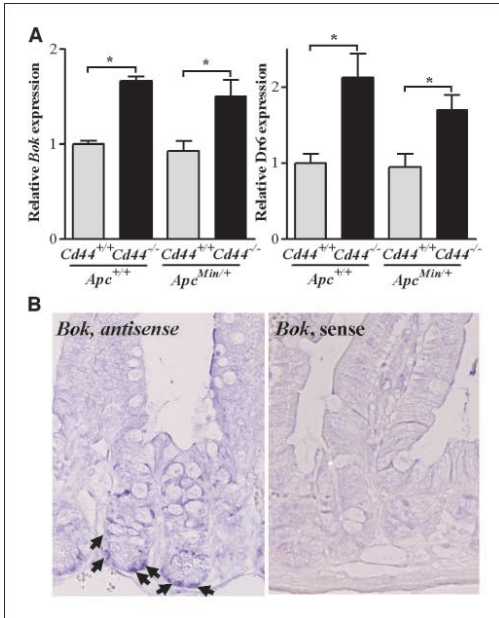 A
Relative Bok expression
2
1
0
*
*
Cd44+/+ Cd44-/- Cd44+/+ Cd44-/-
Apc+/+ ApcMin/+
Relative Dr6 expression
2
1
0
*
*
Cd44+/+ Cd44-/- Cd44+/+ Cd44-/-
Apc+/+ ApcMin/+
B
Bok, antisense
Bok, sense